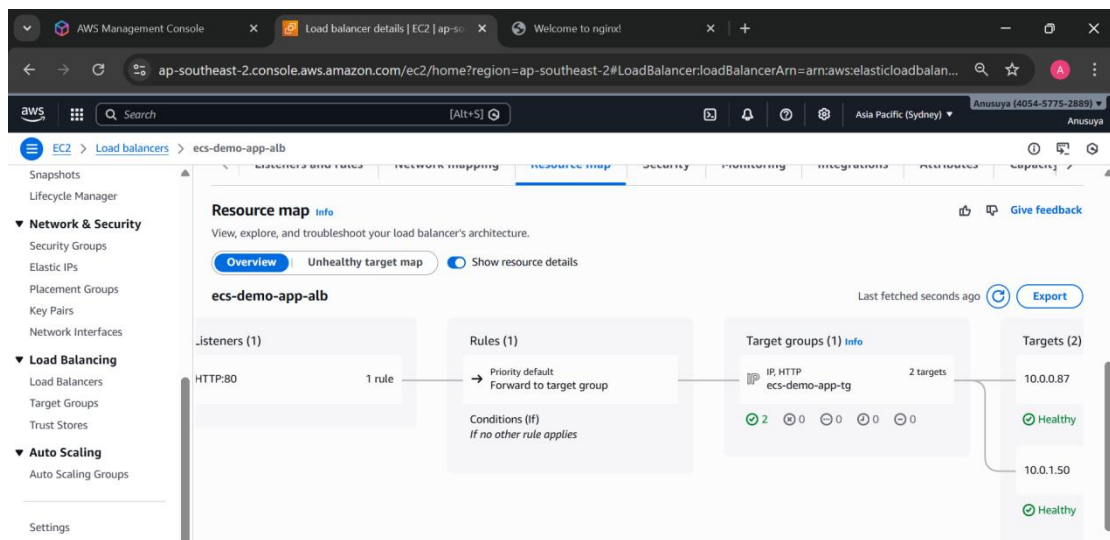 AWS Management Console
Load balancer details | EC2 | ap-so
Welcome to nginx!
ap-southeast-2.console.aws.amazon.com/ec2/home?region=ap-southeast-2#LoadBalancer:loadBalancerArn=arn:aws:elasticloadbalan...
A
aws
Search
[Alt+S]
Asia Pacific (Sydney)
Anusuya (4054-5775-2889)
Anusuya
EC2 > Load balancers > ecs-demo-app-alb
Listeners and rules Network mapping Resource map Security Monitoring Integrations Attributes Capacity
Snapshots
Lifecycle Manager
Network & Security
Security Groups
Elastic IPs
Placement Groups
Key Pairs
Network Interfaces
Load Balancing
Load Balancers
Target Groups
Trust Stores
Auto Scaling
Auto Scaling Groups
Settings
Resource map Info
Give feedback
View, explore, and troubleshoot your load balancer's architecture.
Overview Unhealthy target map Show resource details
ecs-demo-app-alb
Last fetched seconds ago Export
Listeners (1)
HTTP:80 1 rule
Rules (1)
Priority default
Forward to target group
Conditions (If)
If no other rule applies
Target groups (1) Info
IP IP, HTTP 2 targets
ecs-demo-app-tg
2 0 0 0 0
Targets (2)
10.0.0.87
Healthy
10.0.1.50
Healthy